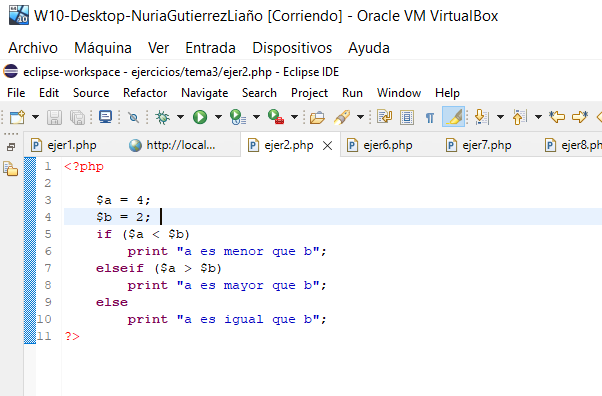 W10-Desktop-NuriaGutierrezLiaño [Corriendo] - Oracle VM VirtualBox
Archivo Máquina Ver Entrada Dispositivos Ayuda
eclipse-workspace - ejercicios/tema3/ejer2.php - Eclipse IDE
File Edit Source Refactor Navigate Search Project Run Window Help
ejer1.php http://local... ejer2.php ejer6.php ejer7.php ejer8.ph
1 <?php
2
3 $a = 4;
4 $b = 2;
5 if ($a < $b)
6 print "a es menor que b";
7 elseif ($a > $b)
8 print "a es mayor que b";
9 else
10 print "a es igual que b";
11 ?>